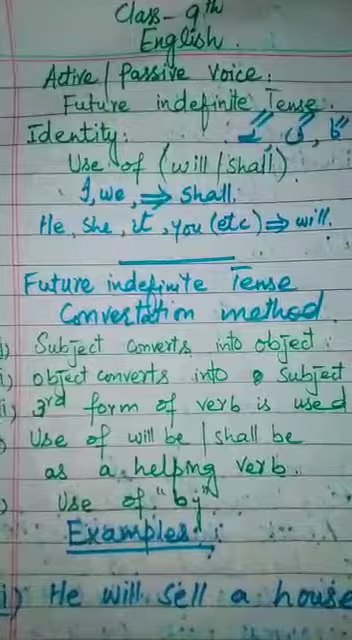 Class - 9th
English.
Active / Passive Voice.
Future indefinite Tense.
Identity:
Use of (will / shall)
I, we, ⇒ shall.
He, she, it, you (etc) ⇒ will.
Future indefinite Tense
Convertation method
Subject converts into object.
object converts into Subject
3rd form of verb is used
Use of will be / shall be
as a helping verb.
Use of "by"
Examples :
i) He will sell a house